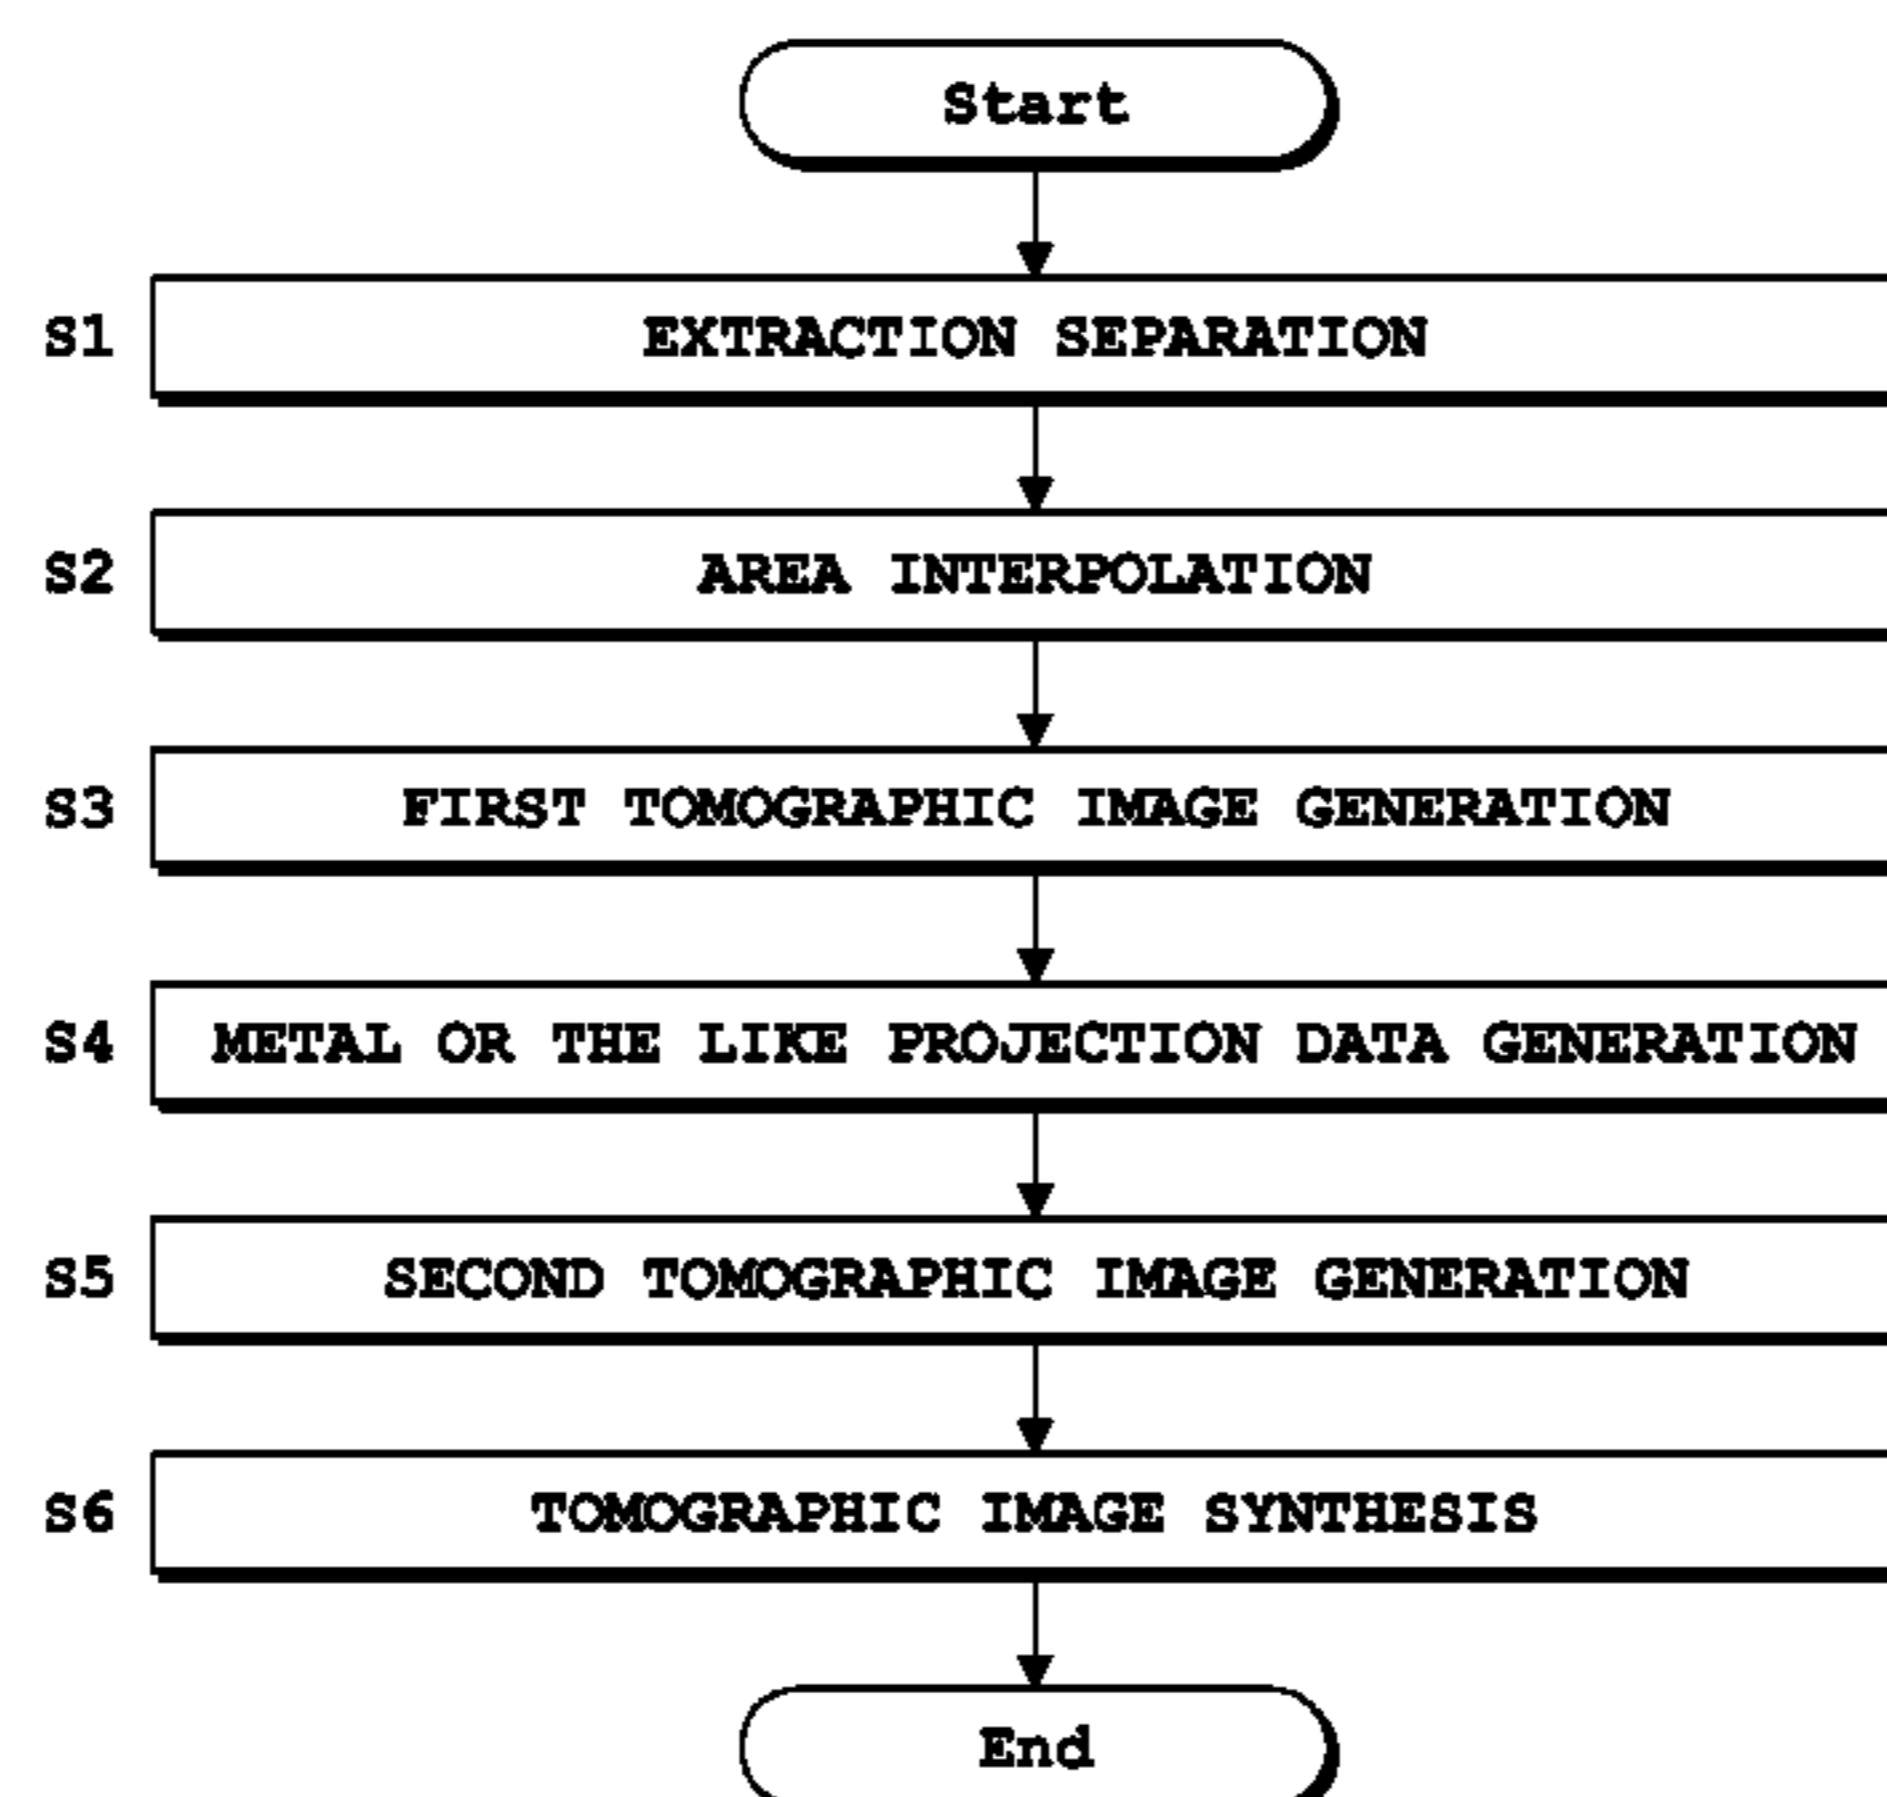 Start
S1 EXTRACTION SEPARATION
S2 AREA INTERPOLATION
S3 FIRST TOMOGRAPHIC IMAGE GENERATION
S4 METAL OR THE LIKE PROJECTION DATA GENERATION
S5 SECOND TOMOGRAPHIC IMAGE GENERATION
S6 TOMOGRAPHIC IMAGE SYNTHESIS
End